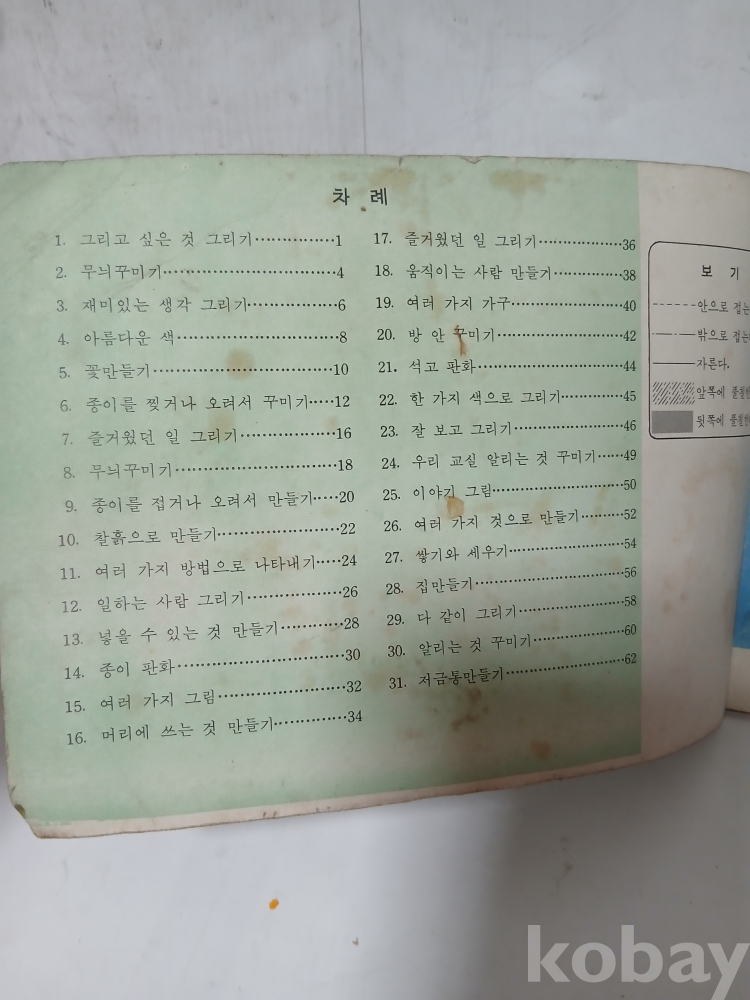 차 례
1. 그리고 싶은 것 그리기……………1
2. 무늬꾸미기……………………………4
3. 재미있는 생각 그리기………………6
4. 아름다운 색……………………………8
5. 꽃만들기………………………………10
6. 종이를 찢거나 오려서 꾸미기……12
7. 즐거웠던 일 그리기…………………16
8. 무늬꾸미기……………………………18
9. 종이를 접거나 오려서 만들기……20
10. 찰흙으로 만들기……………………22
11. 여러 가지 방법으로 나타내기……24
12. 일하는 사람 그리기…………………26
13. 넣을 수 있는 것 만들기……………28
14. 종이 판화……………………………30
15. 여러 가지 그림………………………32
16. 머리에 쓰는 것 만들기……………34
17. 즐거웠던 일 그리기…………………36
18. 움직이는 사람 만들기………………38
19. 여러 가지 가구………………………40
20. 방 안 꾸미기…………………………42
21. 석고 판화……………………………44
22. 한 가지 색으로 그리기……………45
23. 잘 보고 그리기………………………46
24. 우리 교실 알리는 것 꾸미기………49
25. 이야기 그림…………………………50
26. 여러 가지 것으로 만들기…………52
27. 쌓기와 세우기………………………54
28. 집만들기………………………………56
29. 다 같이 그리기………………………58
30. 알리는 것 꾸미기……………………60
31. 저금통만들기…………………………62
보 기
안으로 접는
밖으로 접는
자른다.
앞쪽에 풀칠
뒷쪽에 풀칠
kobay